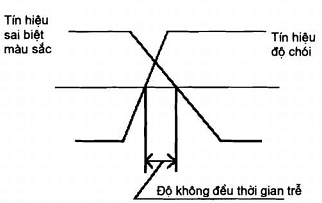 Tín hiệu
sai biệt
màu sắc
Tín hiệu
độ chói
Độ không đều thời gian trễ